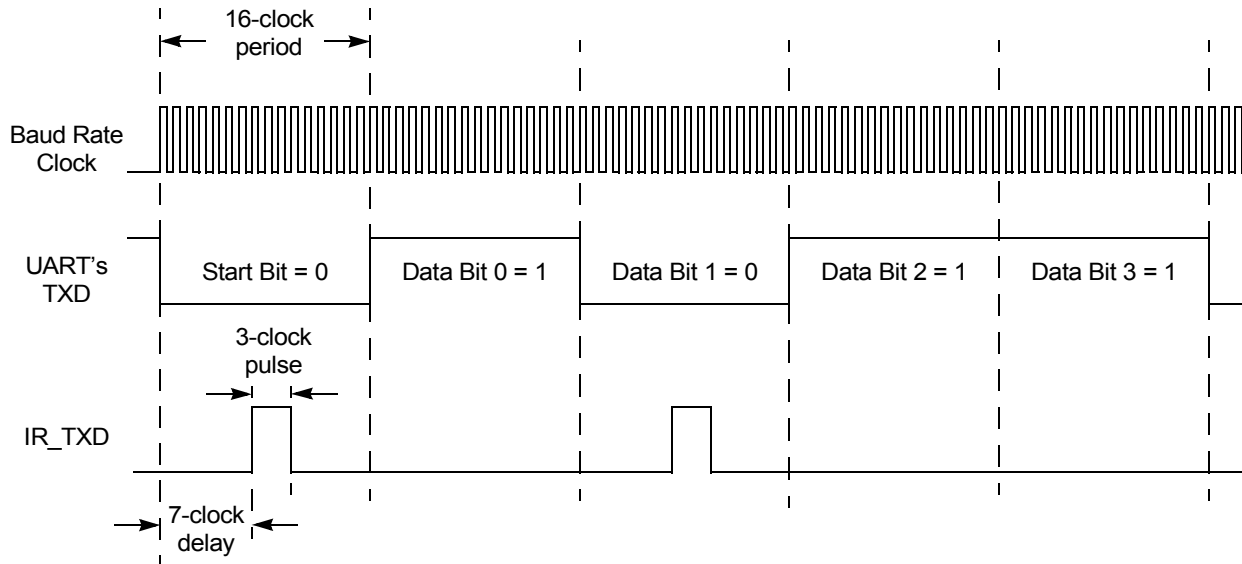 16-clock
period
Baud Rate
Clock
UART's
TXD
Start Bit = 0
Data Bit 0 = 1
Data Bit 1 = 0
Data Bit 2 = 1
Data Bit 3 = 1
3-clock
pulse
IR_TXD
7-clock
delay